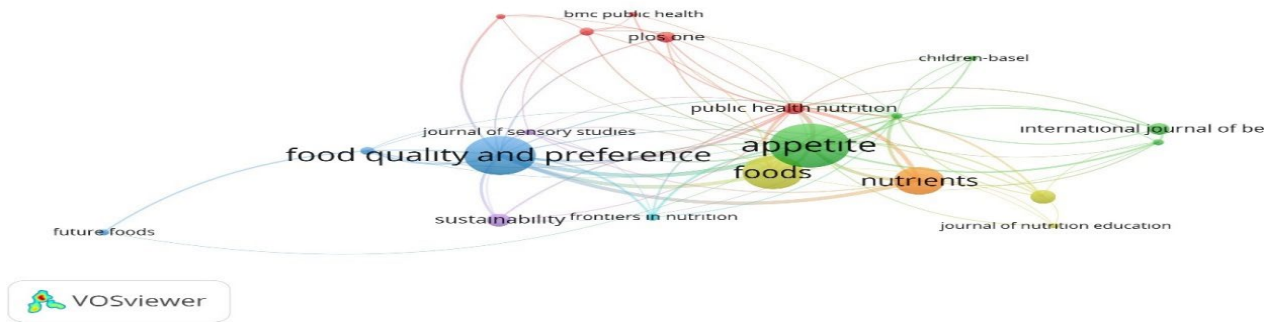 bmc public health
plos one
children-basel
public health nutrition
international journal of be
journal of sensory studies
appetite
food quality and preference
foods
nutrients
sustainability
frontiers in nutrition
journal of nutrition education
future foods
VOSviewer